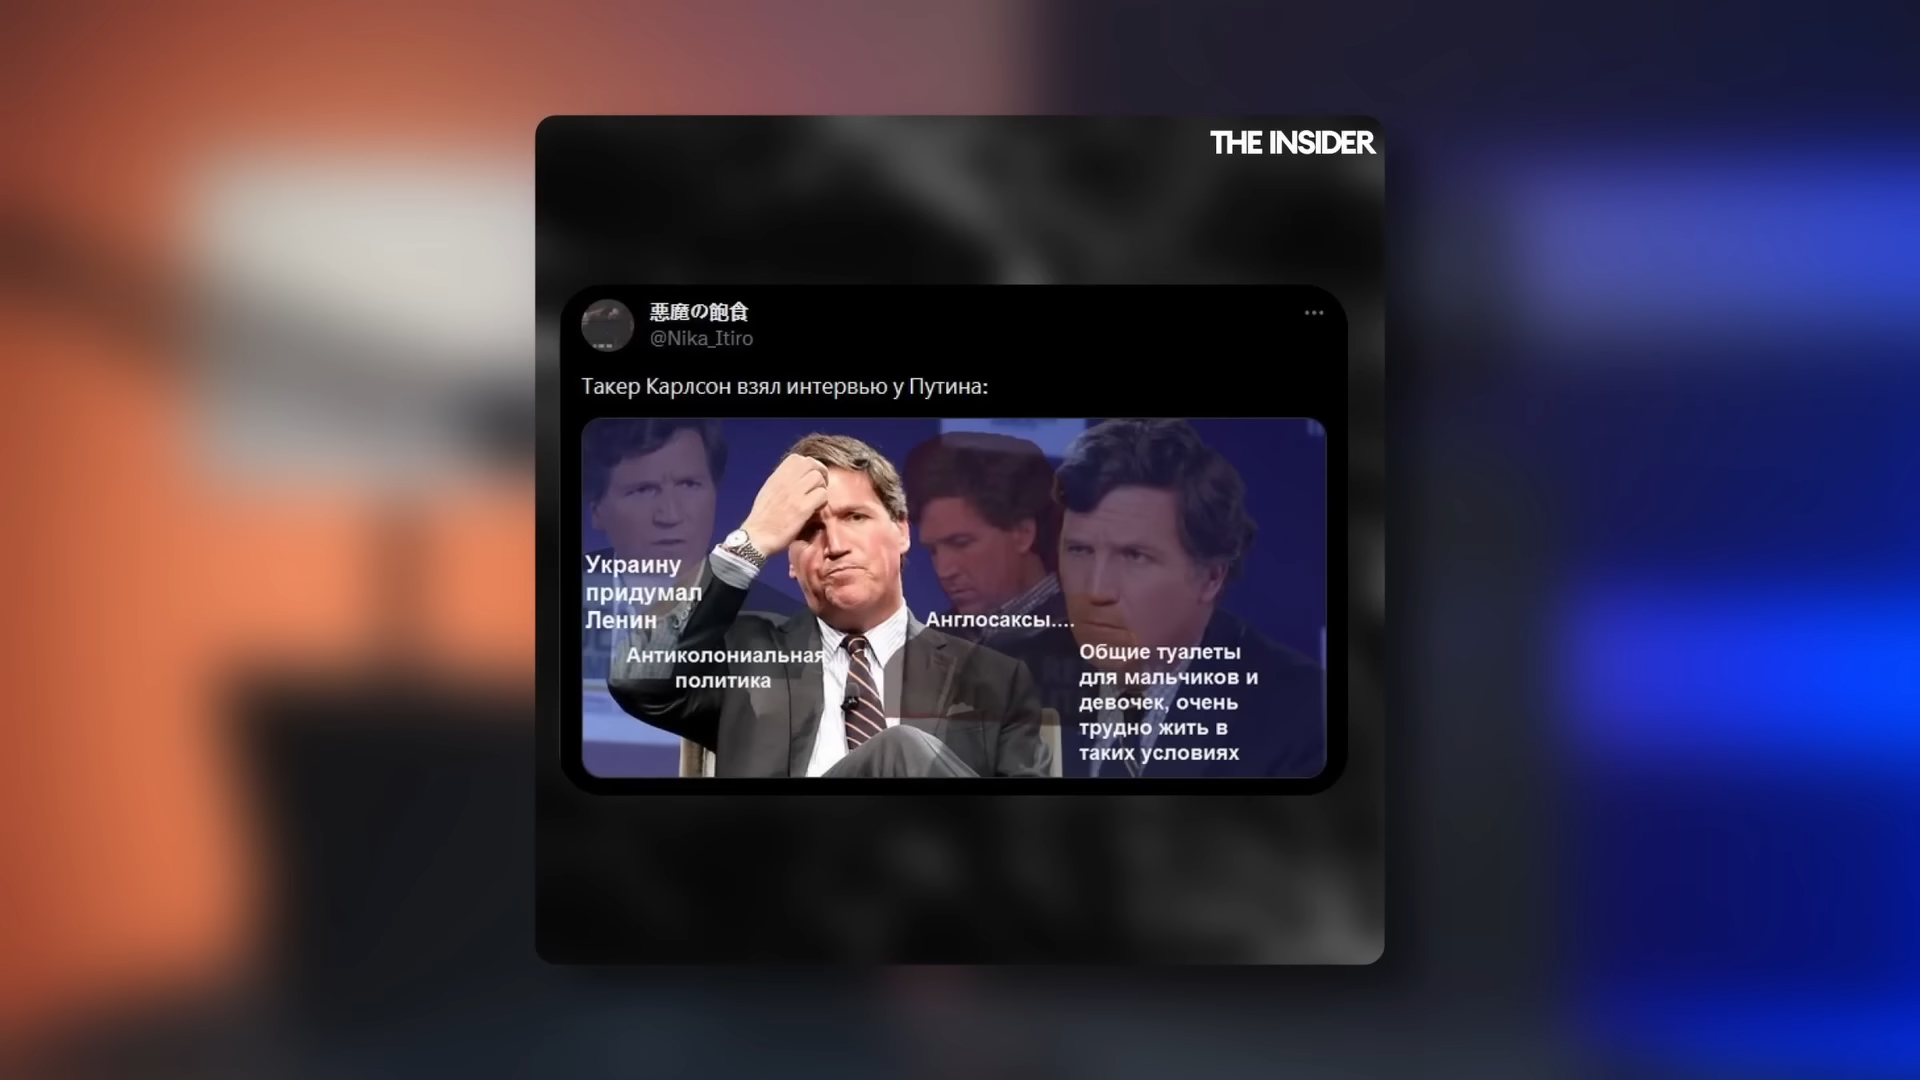 THE INSIDER
悪魔の飽食
@Nika_Itiro
Такер Карлсон взял интервью у Путина:
Украину
придумал
Ленин
Антиколониальная
политика
Англосаксы....
Общие туалеты
для мальчиков и
девочек, очень
трудно жить в
таких условиях